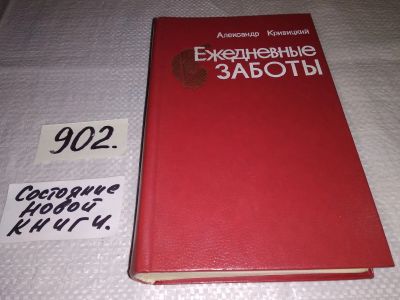 Александр Кривицкий
Ежедневные
ЗАБОТЫ
902.
Состояние
новой
книги.